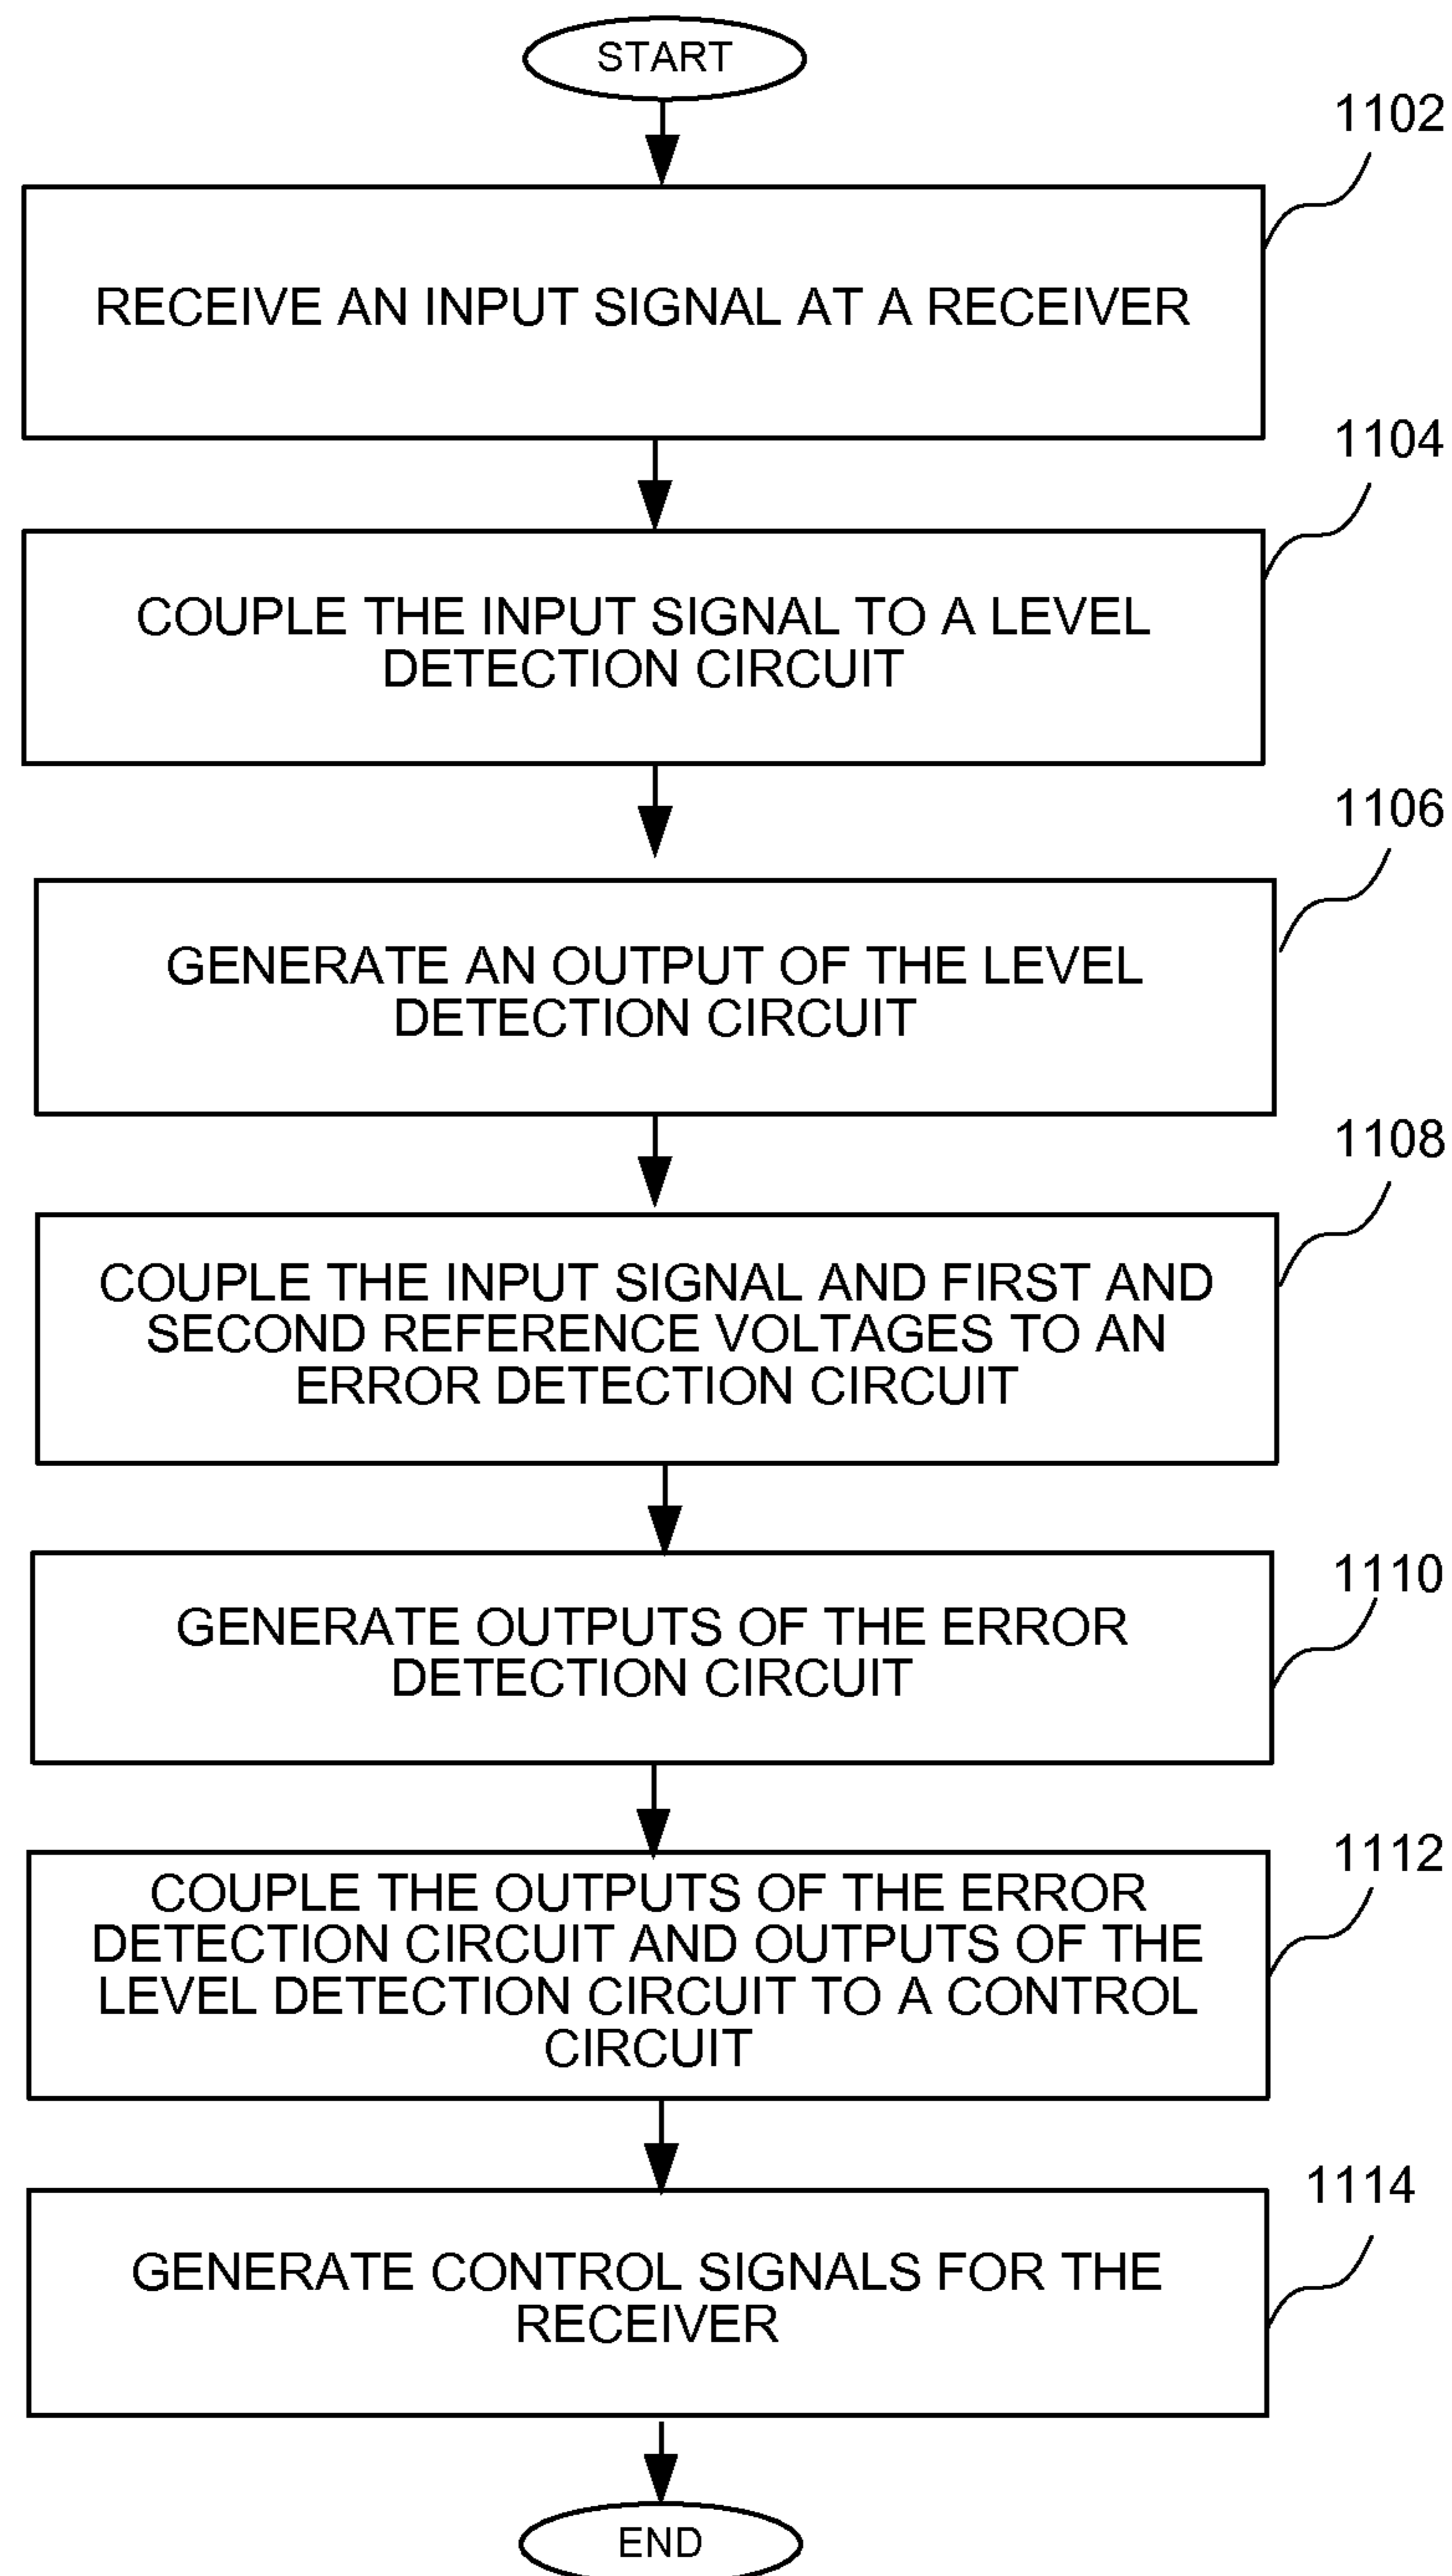 START
1102
RECEIVE AN INPUT SIGNAL AT A RECEIVER
1104
COUPLE THE INPUT SIGNAL TO A LEVEL
DETECTION CIRCUIT
1106
GENERATE AN OUTPUT OF THE LEVEL
DETECTION CIRCUIT
1108
COUPLE THE INPUT SIGNAL AND FIRST AND
SECOND REFERENCE VOLTAGES TO AN
ERROR DETECTION CIRCUIT
1110
GENERATE OUTPUTS OF THE ERROR
DETECTION CIRCUIT
1112
COUPLE THE OUTPUTS OF THE ERROR
DETECTION CIRCUIT AND OUTPUTS OF THE
LEVEL DETECTION CIRCUIT TO A CONTROL
CIRCUIT
1114
GENERATE CONTROL SIGNALS FOR THE
RECEIVER
END